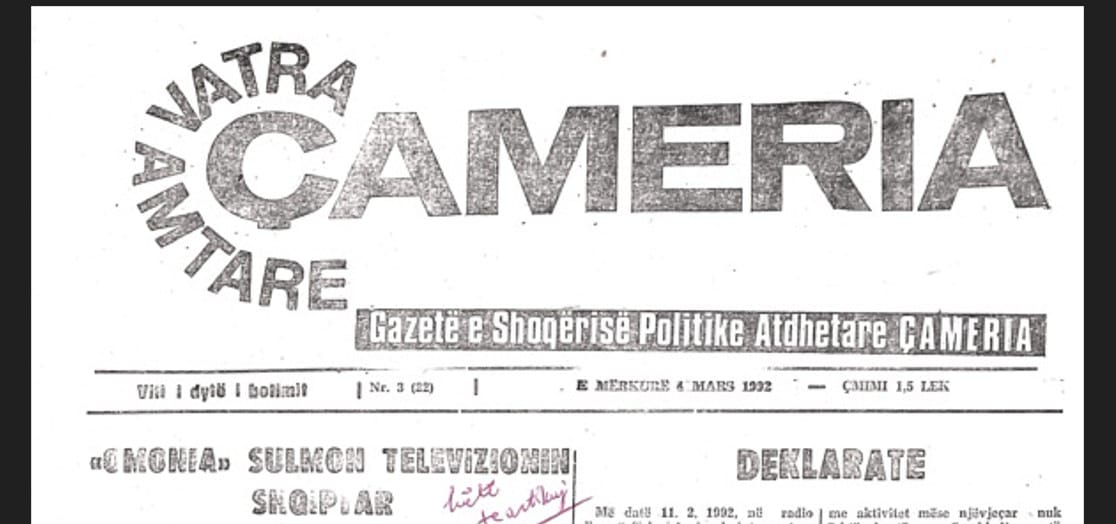 VATRA AMTARE
ÇAMERIA
Gazetë e Shoqërisë Politike Atdhetare ÇAMERIA
Viti i dytë i botimit | Nr. 3 (22) | E MËRKURË 4 MARS 1992 — ÇMIMI 1,5 LEK
«OMONIA» SULMON TELEVIZIONIN
SHQIPTAR
DEKLARATE
Më datë 11. 2. 1992, në radio
me aktivitet mëse njëvjeçar nuk